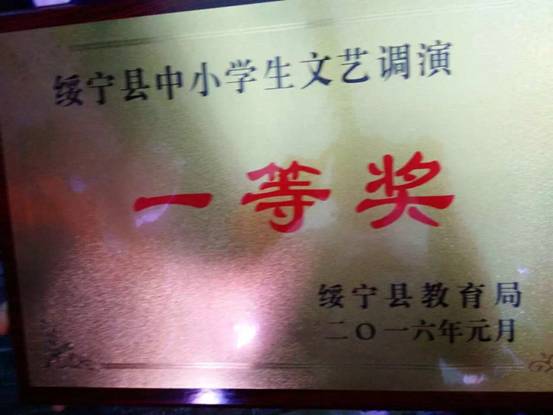 绥宁县中小学生文艺调演
一等奖
绥宁县教育局
二〇一六年元月